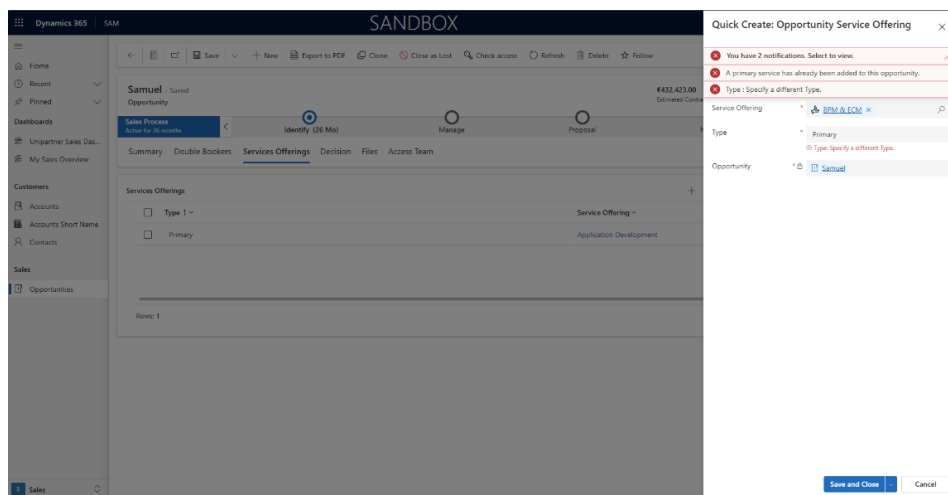 Dynamics 365 SAM
SANDBOX
Home
Recent
Pinned
Dashboards
Unipartner Sales Das...
My Sales Overview
Customers
Accounts
Accounts Short Name
Contacts
Sales
Opportunities
S Sales
Save
New
Export to PDF
Clone
Close as Lost
Check access
Refresh
Delete
Follow
Samuel - Saved
Opportunity
€432.423.00
Estimated Contra
Sales Process
Active for 26 months
Identify (26 Mo)
Manage
Proposal
Summary Double Bookers Services Offerings Decision Files Access Team
Services Offerings
Type ↑ Service Offering
Primary Application Development
Rows: 1
Quick Create: Opportunity Service Offering
You have 2 notifications. Select to view.
A primary service has already been added to this opportunity.
Type : Specify a different Type.
Service Offering * BPM & ECM
Type * Primary
Type: Specify a different Type.
Opportunity * Samuel
Save and Close
Cancel